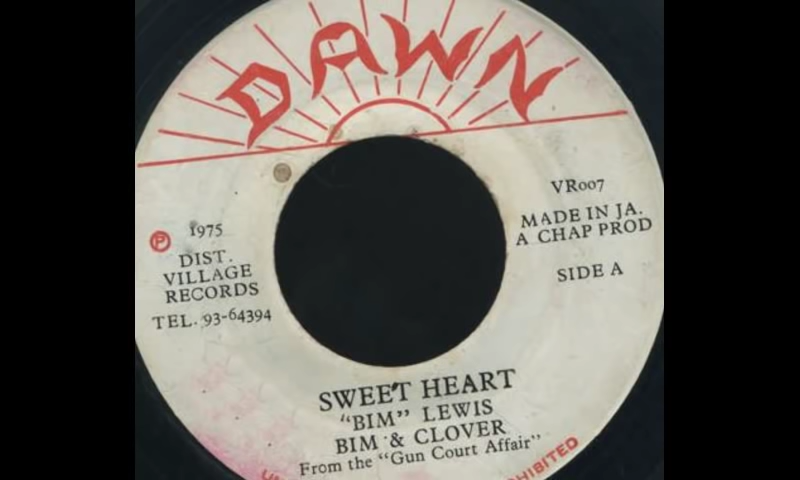 DAWN
VR007
MADE IN JA.
A CHAP PROD
SIDE A
℗ 1975
DIST.
VILLAGE
RECORDS
TEL. 93-64394
SWEET HEART
"BIM" LEWIS
BIM & CLOVER
From the "Gun Court Affair"